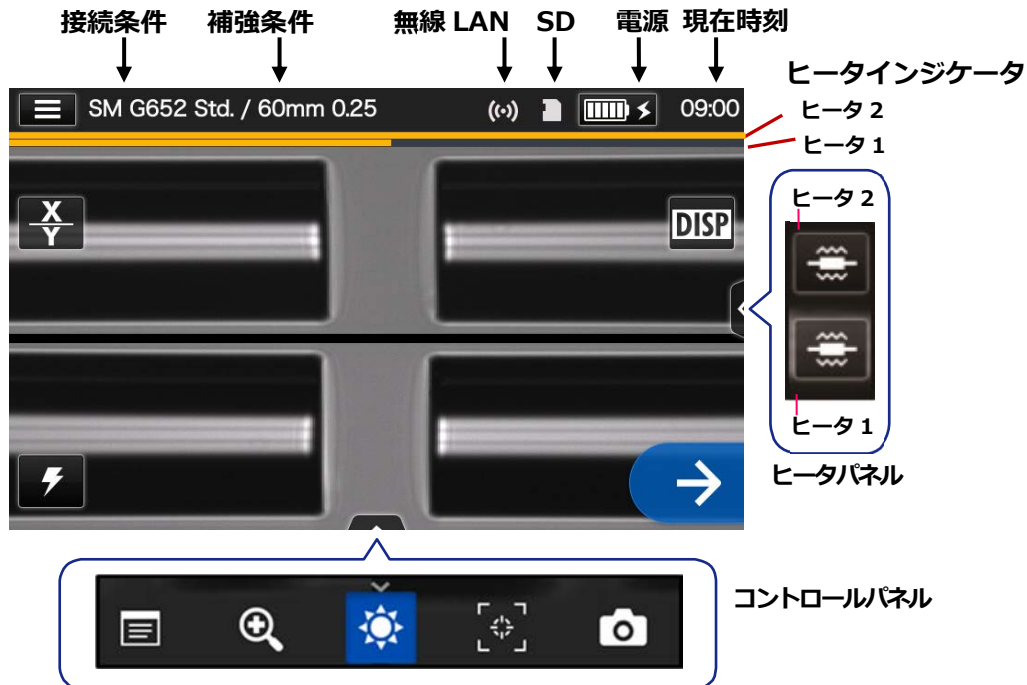 接続条件 補強条件 無線 LAN SD 電源 現在時刻
ヒータインジケータ
SM G652 Std. / 60mm 0.25 09:00
ヒータ 2
ヒータ 1
X
Y
DISP
ヒータ 2
ヒータ 1
ヒータパネル
コントロールパネル